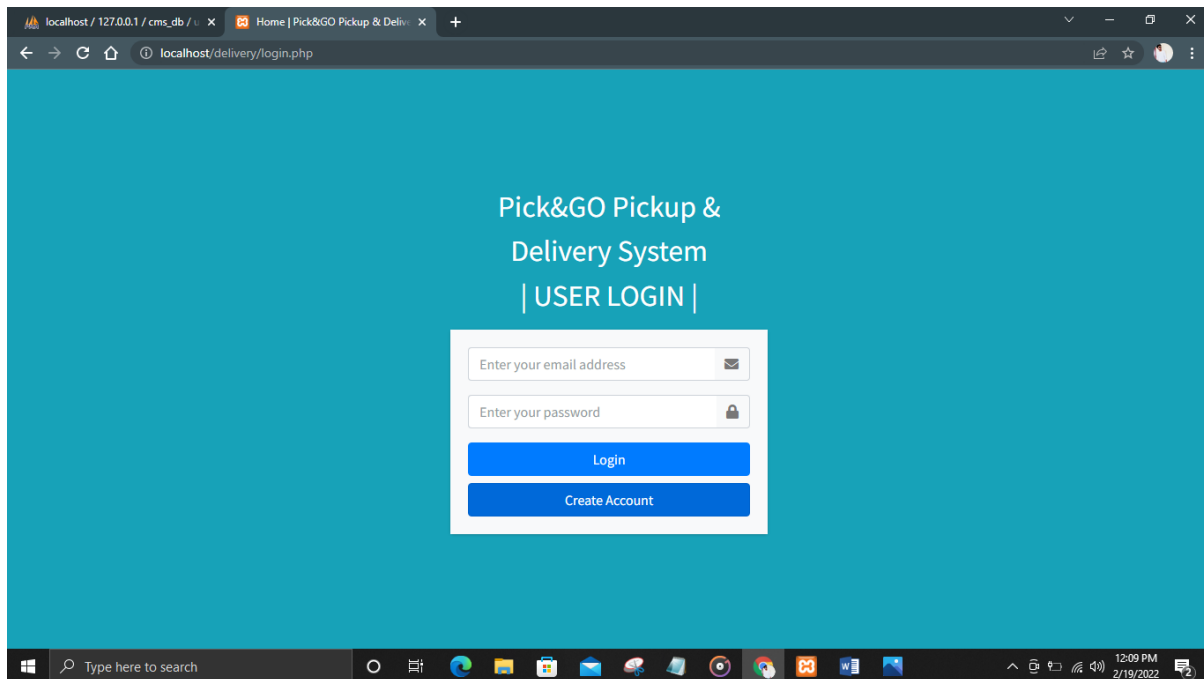 localhost / 127.0.0.1 / cms_db / u
Home | Pick&GO Pickup & Delive
localhost/delivery/login.php
Pick&GO Pickup &
Delivery System
| USER LOGIN |
Enter your email address
Enter your password
Login
Create Account
Type here to search
12:09 PM
2/19/2022
2